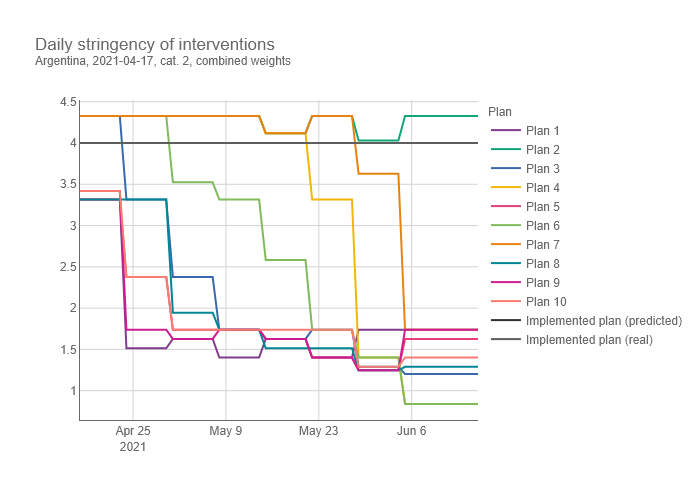 Daily stringency of interventions
Argentina, 2021-04-17, cat. 2, combined weights
4.5
4
3.5
3
2.5
2
1.5
1
Apr 25
2021
May 9
May 23
Jun 6
Plan
Plan 1
Plan 2
Plan 3
Plan 4
Plan 5
Plan 6
Plan 7
Plan 8
Plan 9
Plan 10
Implemented plan (predicted)
Implemented plan (real)